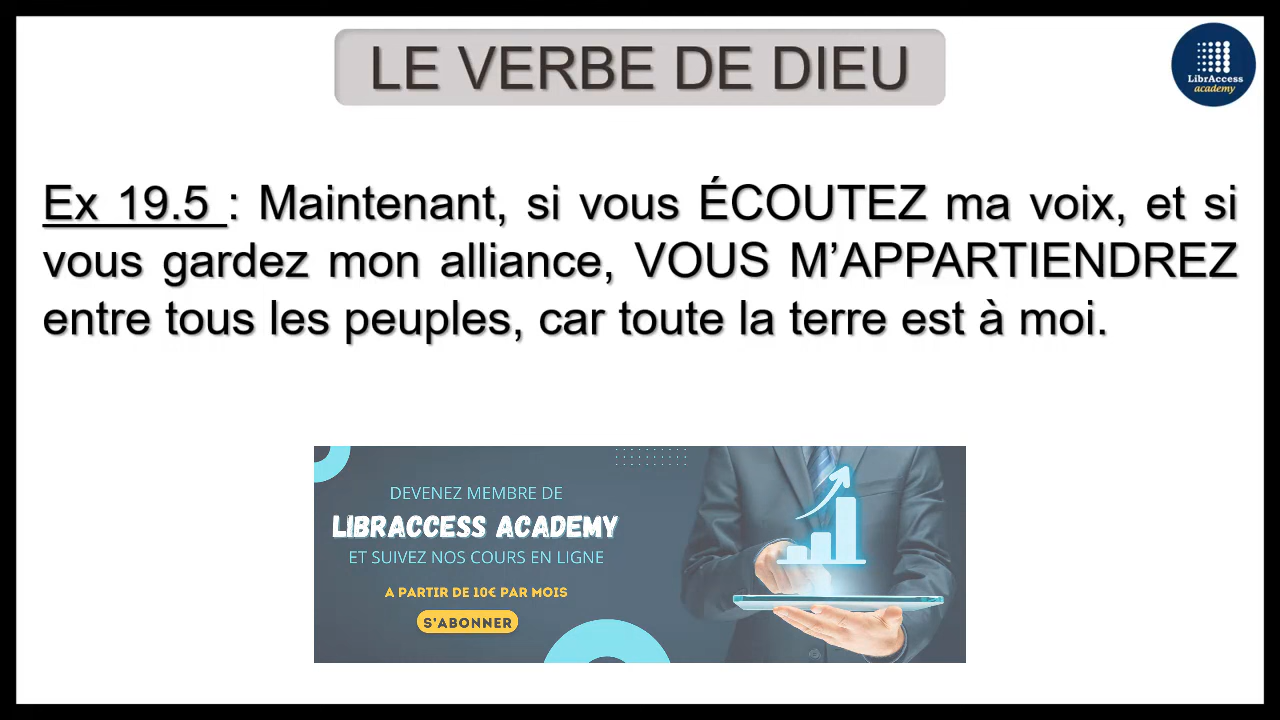 LE VERBE DE DIEU
LibrAccess
academy
Ex 19.5 : Maintenant, si vous ÉCOUTEZ ma voix, et si
vous gardez mon alliance, VOUS M’APPARTIENDREZ
entre tous les peuples, car toute la terre est à moi.
DEVENEZ MEMBRE DE
LIBRACCESS ACADEMY
ET SUIVEZ NOS COURS EN LIGNE
A PARTIR DE 10€ PAR MOIS
S'ABONNER